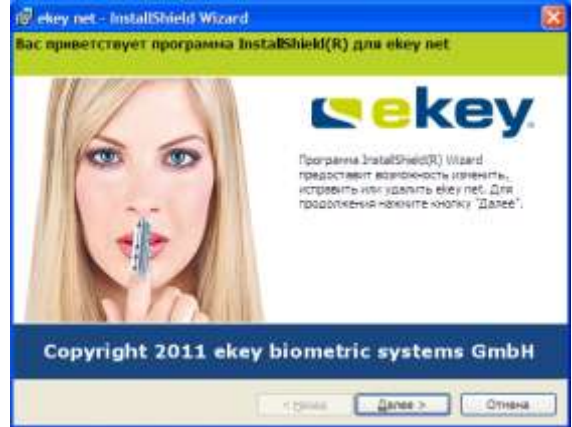 ekey net - InstallShield Wizard
Вас приветствует программа InstallShield(R) для ekey net
ekey
Программа InstallShield(R) Wizard
предоставит возможность изменить,
исправить или удалить ekey net. Для
продолжения нажмите кнопку "Далее".
Copyright 2011 ekey biometric systems GmbH
< Назад
Далее >
Отмена